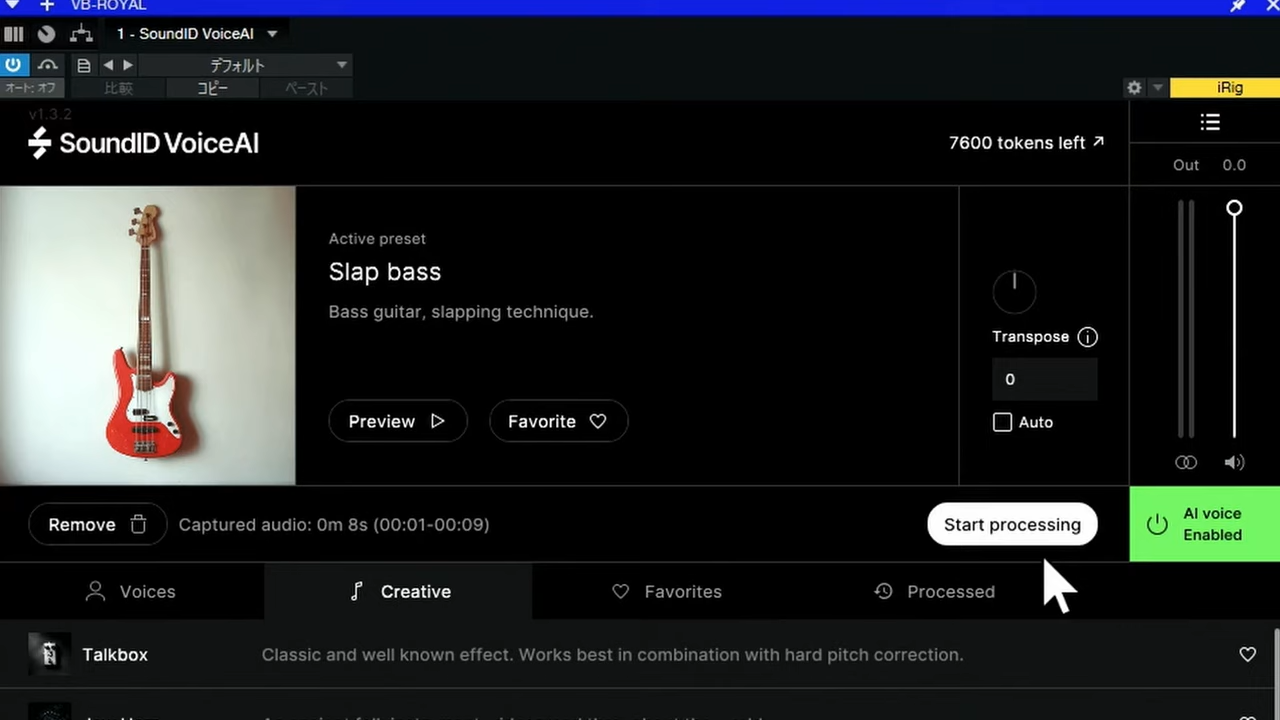 VB-ROYAL
1 - SoundID VoiceAI
デフォルト
オート: オフ
比較
コピー
ペースト
iRig
v1.3.2
SoundID VoiceAI
7600 tokens left
Out 0.0
Active preset
Slap bass
Bass guitar, slapping technique.
Transpose
0
Auto
Preview
Favorite
Remove
Captured audio: 0m 8s (00:01-00:09)
Start processing
AI voice
Enabled
Voices
Creative
Favorites
Processed
Talkbox
Classic and well known effect. Works best in combination with hard pitch correction.